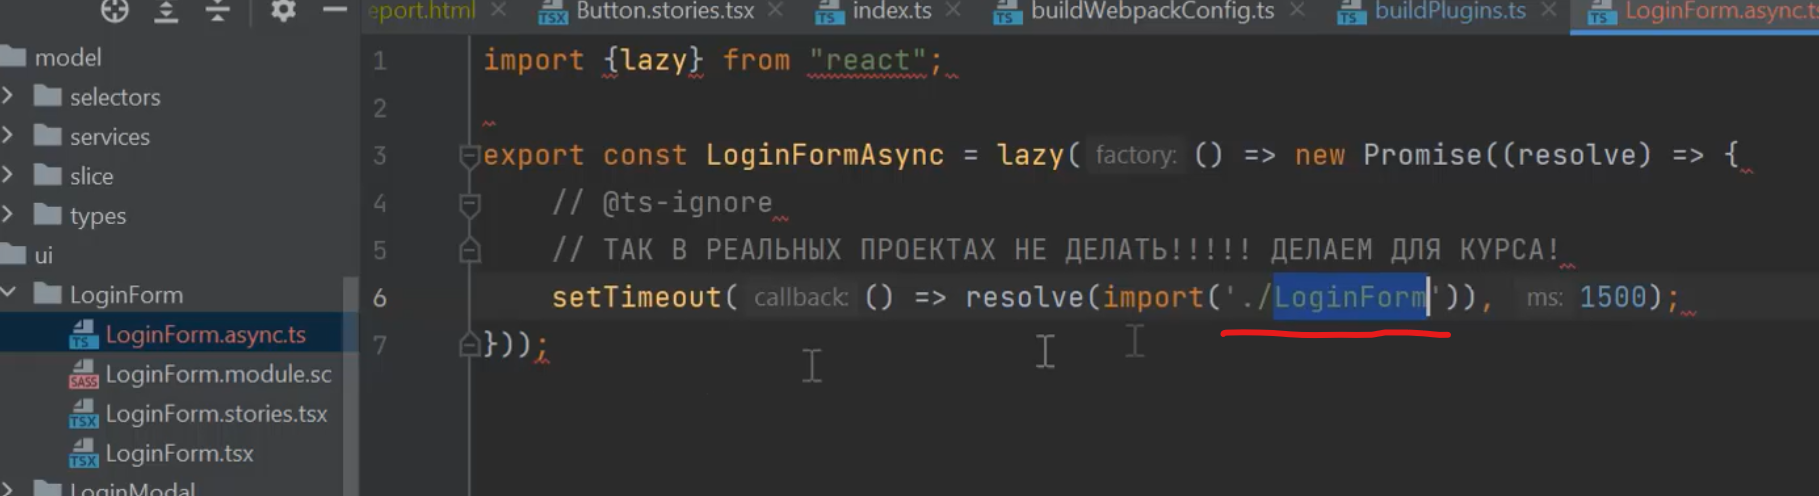 eport.html
Button.stories.tsx
index.ts
buildWebpackConfig.ts
buildPlugins.ts
LoginForm.async.ts
model
selectors
services
slice
types
ui
LoginForm
LoginForm.async.ts
LoginForm.module.sc
LoginForm.stories.tsx
LoginForm.tsx
LoginModal
1 import {lazy} from "react";
2
3 export const LoginFormAsync = lazy( factory: () => new Promise((resolve) => {
4 // @ts-ignore
5 // ТАК В РЕАЛЬНЫХ ПРОЕКТАХ НЕ ДЕЛАТЬ!!!!! ДЕЛАЕМ ДЛЯ КУРСА!
6 setTimeout( callback: () => resolve(import('./LoginForm')), ms: 1500);
7 }));